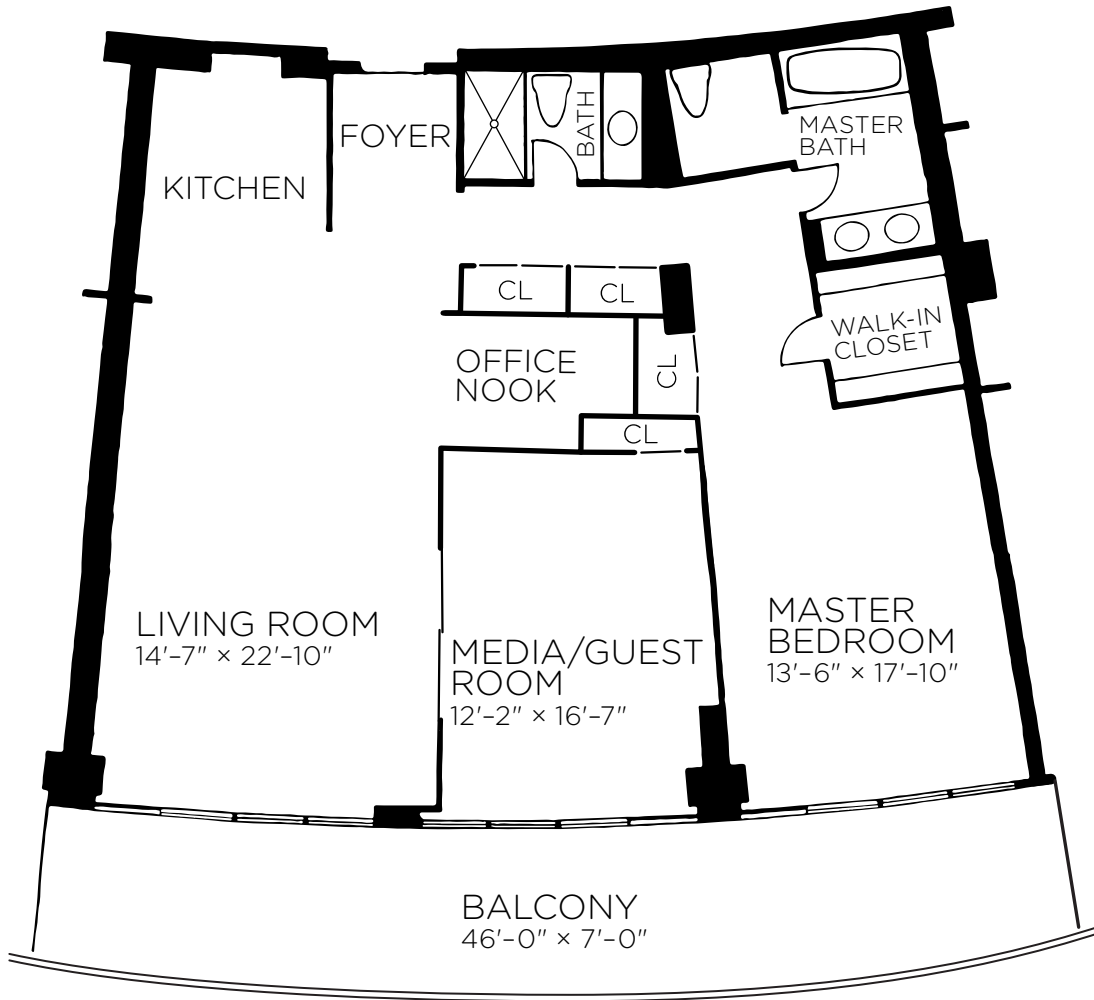 FOYER
BATH
MASTER
BATH
KITCHEN
CL
CL
WALK-IN
CLOSET
OFFICE
NOOK
CL
CL
LIVING ROOM
14'-7" × 22'-10"
MEDIA/GUEST
ROOM
12'-2" × 16'-7"
MASTER
BEDROOM
13'-6" × 17'-10"
BALCONY
46'-0" × 7'-0"